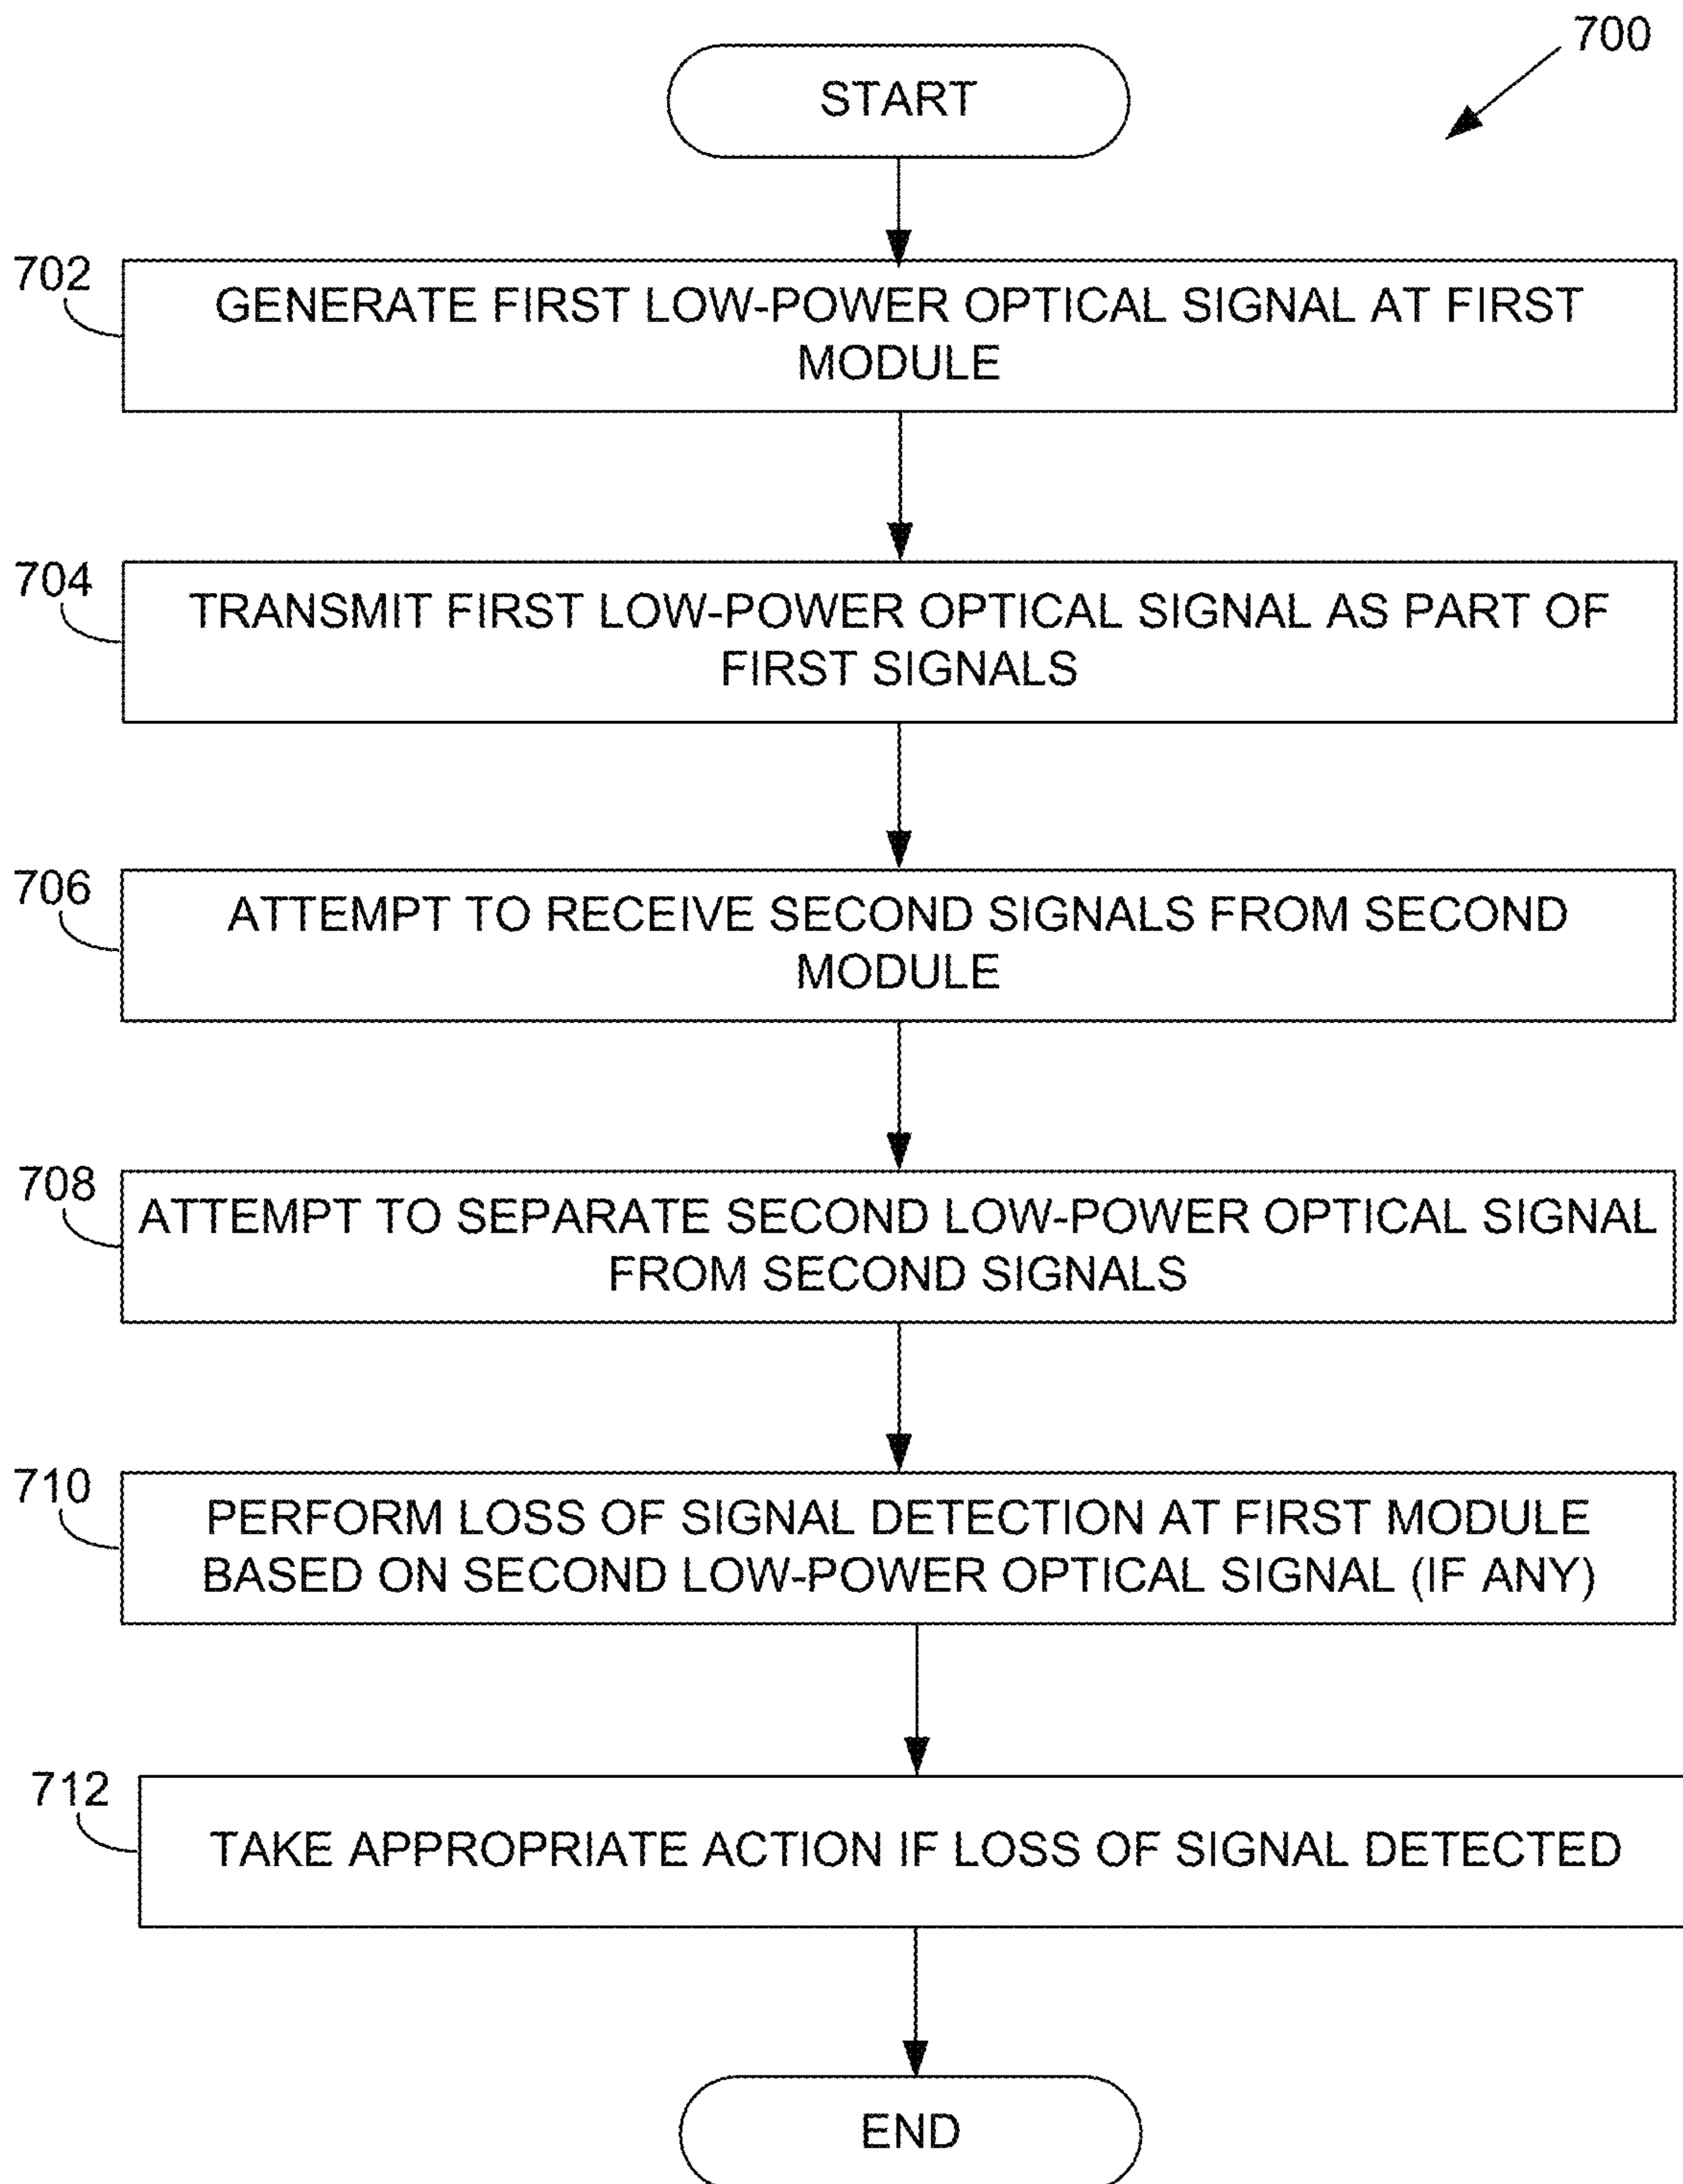 700
START
702
GENERATE FIRST LOW-POWER OPTICAL SIGNAL AT FIRST
MODULE
704
TRANSMIT FIRST LOW-POWER OPTICAL SIGNAL AS PART OF
FIRST SIGNALS
706
ATTEMPT TO RECEIVE SECOND SIGNALS FROM SECOND
MODULE
708
ATTEMPT TO SEPARATE SECOND LOW-POWER OPTICAL SIGNAL
FROM SECOND SIGNALS
710
PERFORM LOSS OF SIGNAL DETECTION AT FIRST MODULE
BASED ON SECOND LOW-POWER OPTICAL SIGNAL (IF ANY)
712
TAKE APPROPRIATE ACTION IF LOSS OF SIGNAL DETECTED
END